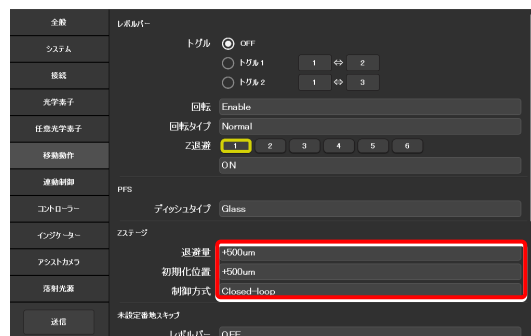 全般
システム
接続
光学素子
任意光学素子
移動動作
連動制御
コントローラー
インジケーター
アシストカメラ
落射光源
送信
レボルバー
トグル OFF
トグル1 1 ⇔ 2
トグル2 1 ⇔ 3
回転 Enable
回転タイプ Normal
Z退避 1 2 3 4 5 6
ON
PFS
ディッシュタイプ Glass
Zステージ
退避量 +500um
初期化位置 +500um
制御方式 Closed-loop
未設定番地スキップ
レボルバー OFF